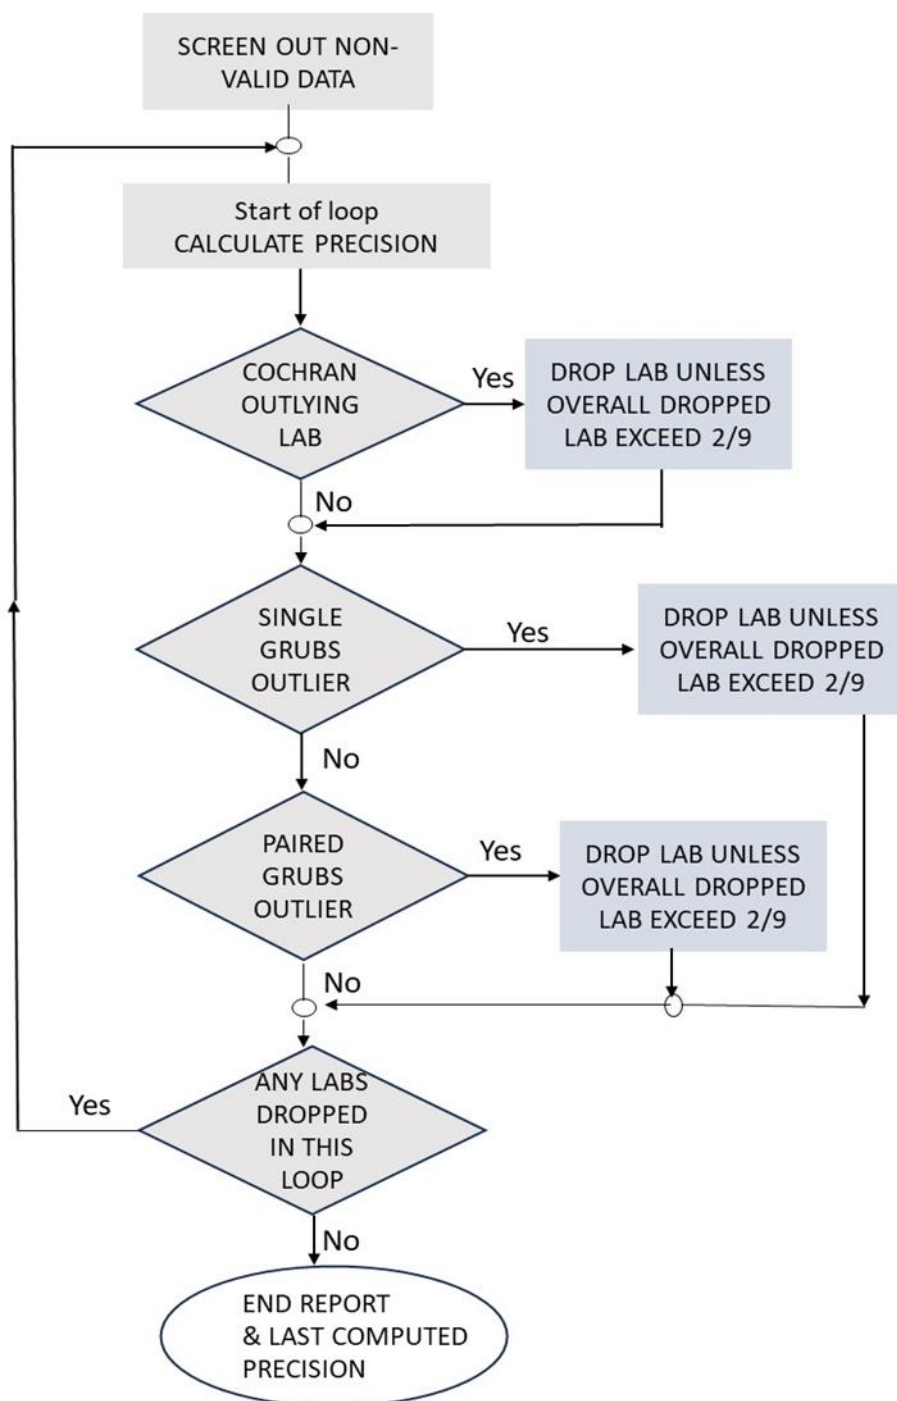 SCREEN OUT NON-
VALID DATA
Start of loop
CALCULATE PRECISION
COCHRAN
OUTLYING
LAB
Yes
DROP LAB UNLESS
OVERALL DROPPED
LAB EXCEED 2/9
No
SINGLE
GRUBS
OUTLIER
Yes
DROP LAB UNLESS
OVERALL DROPPED
LAB EXCEED 2/9
No
PAIRED
GRUBS
OUTLIER
Yes
DROP LAB UNLESS
OVERALL DROPPED
LAB EXCEED 2/9
No
ANY LABS
DROPPED
IN THIS
LOOP
Yes
No
END REPORT
& LAST COMPUTED
PRECISION